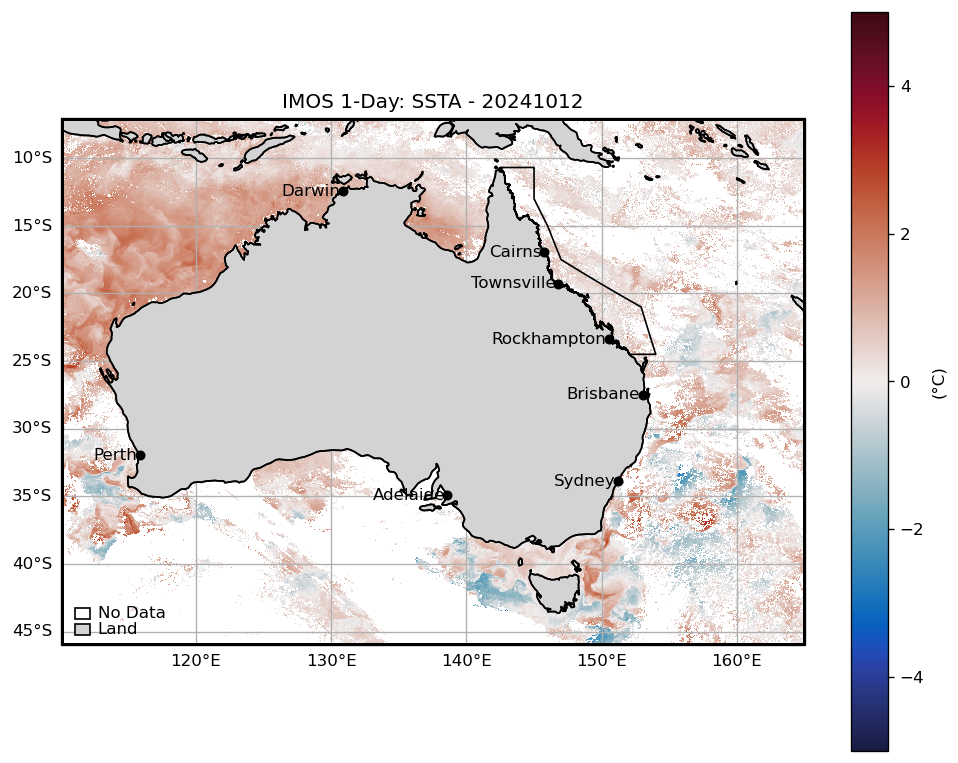 IMOS 1-Day: SSTA - 20241012
10°S
15°S
20°S
25°S
30°S
35°S
40°S
45°S
Darwin
Cairns
Townsville
Rockhampton
Brisbane
Perth
Sydney
Adelaide
No Data
Land
120°E
130°E
140°E
150°E
160°E
4
2
0
−2
−4
(°C)